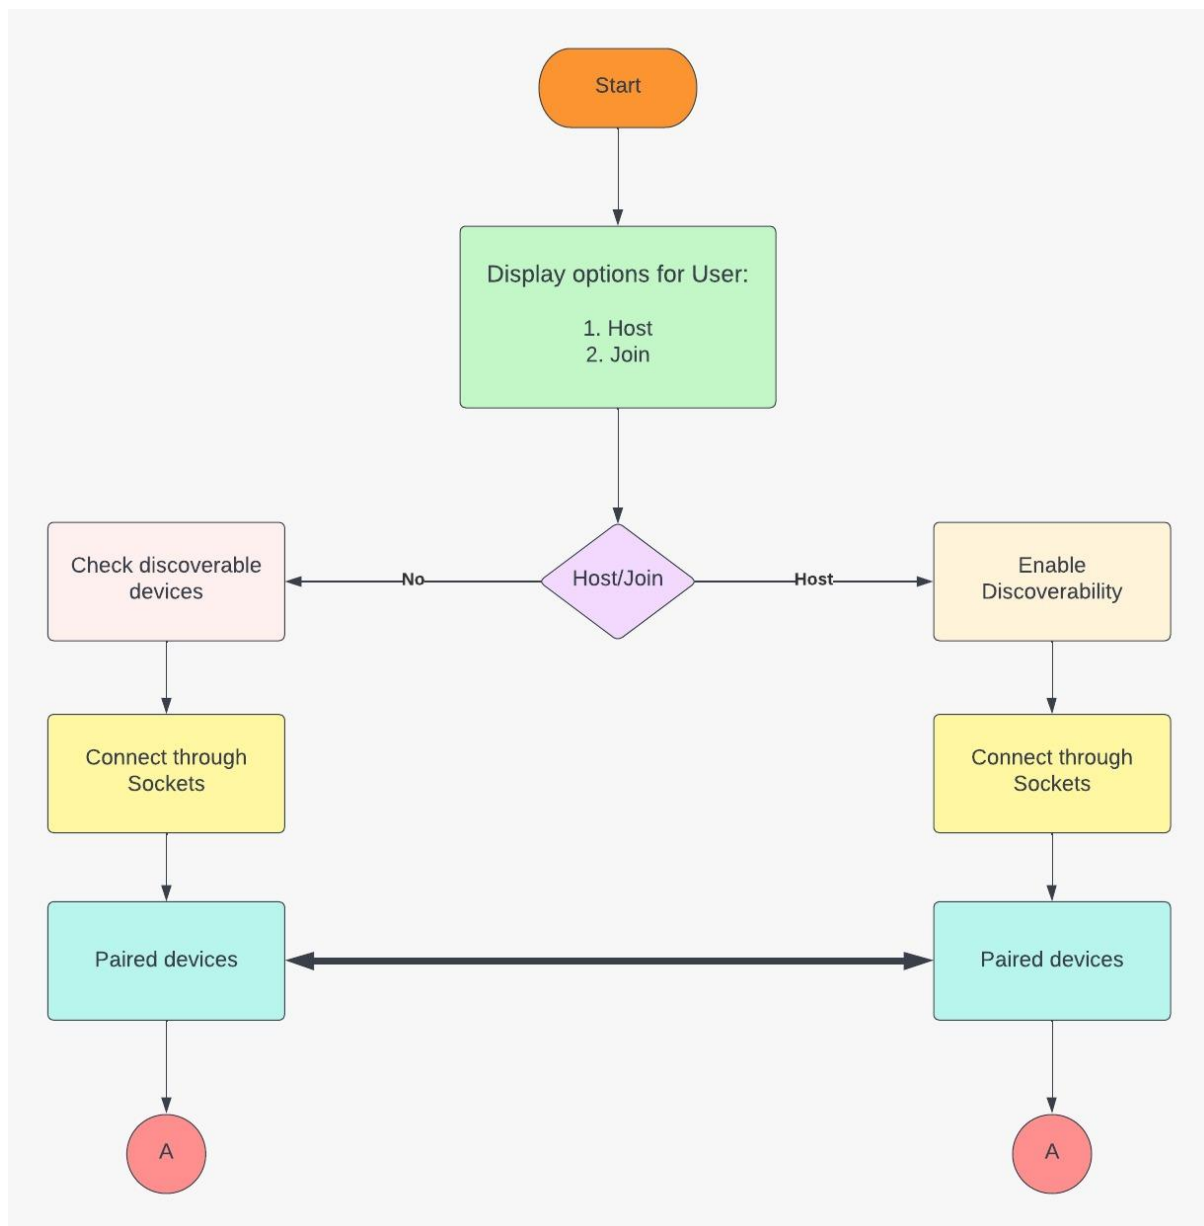 Start
Display options for User:
1. Host
2. Join
Check discoverable
devices
No
Host/Join
Host
Enable
Discoverability
Connect through
Sockets
Connect through
Sockets
Paired devices
Paired devices
A
A